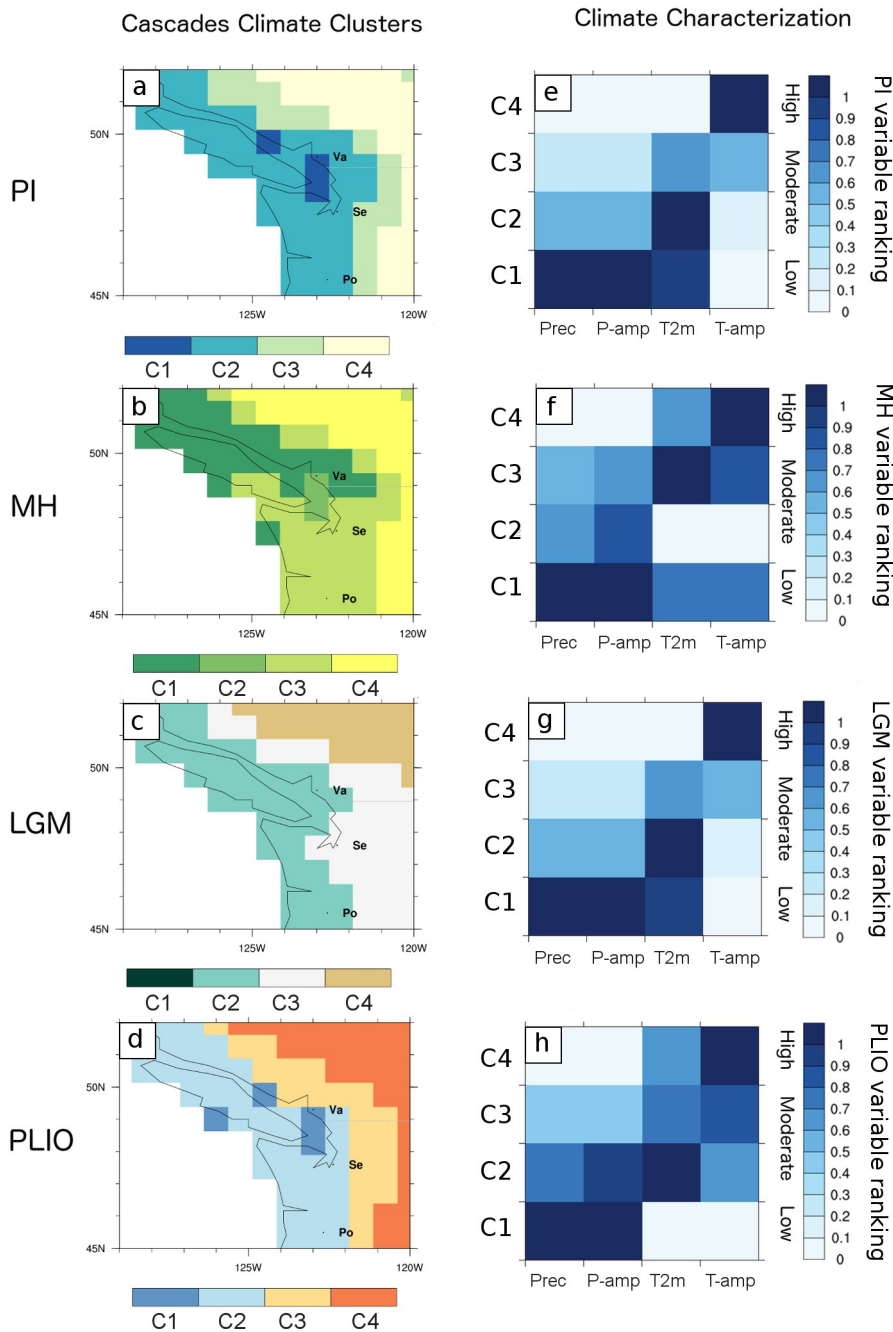 Cascades Climate Clusters
Climate Characterization
PI
a
50N
45N
125W
120W
Va
Se
Po
C1 C2 C3 C4
e
C4
C3
C2
C1
Prec P-amp T2m T-amp
High
Moderate
Low
1
0.9
0.8
0.7
0.6
0.5
0.4
0.3
0.2
0.1
0
PI variable ranking
MH
b
50N
45N
125W
120W
Va
Se
Po
C1 C2 C3 C4
f
C4
C3
C2
C1
Prec P-amp T2m T-amp
High
Moderate
Low
1
0.9
0.8
0.7
0.6
0.5
0.4
0.3
0.2
0.1
0
MH variable ranking
LGM
c
50N
45N
125W
120W
Va
Se
Po
C1 C2 C3 C4
g
C4
C3
C2
C1
Prec P-amp T2m T-amp
High
Moderate
Low
1
0.9
0.8
0.7
0.6
0.5
0.4
0.3
0.2
0.1
0
LGM variable ranking
PLIO
d
50N
45N
125W
120W
Va
Se
Po
C1 C2 C3 C4
h
C4
C3
C2
C1
Prec P-amp T2m T-amp
High
Moderate
Low
1
0.9
0.8
0.7
0.6
0.5
0.4
0.3
0.2
0.1
0
PLIO variable ranking